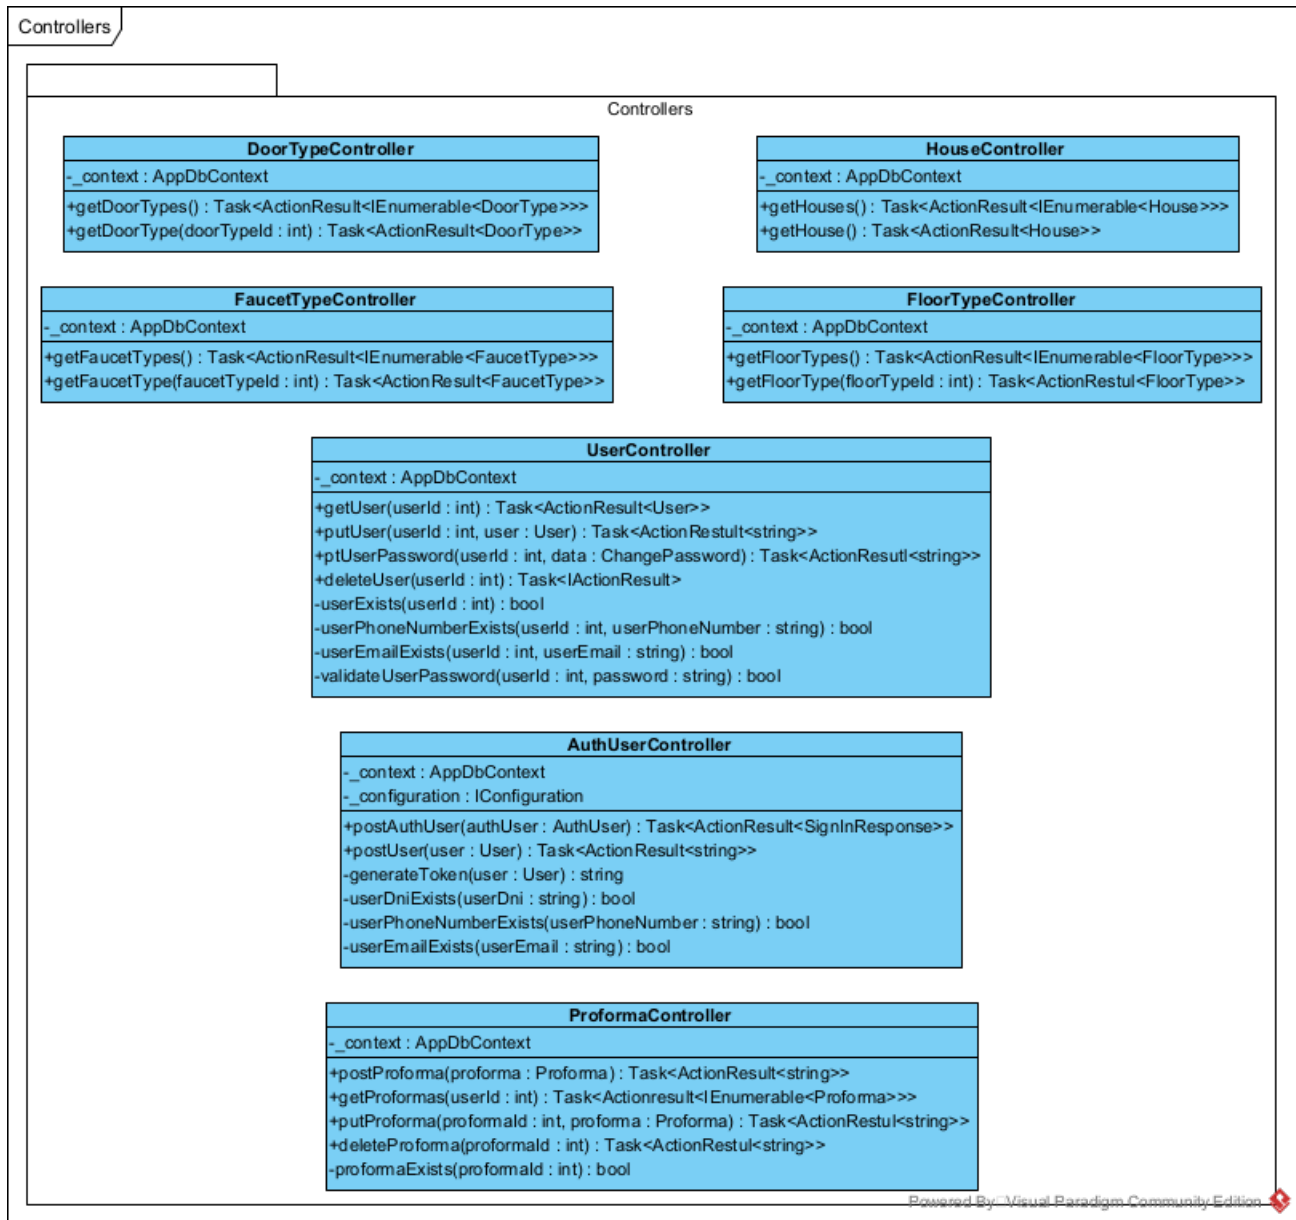 Controllers
Controllers
DoorTypeController
-_context : AppDbContext
+getDoorTypes() : Task<ActionResult<IEnumerable<DoorType>>>
+getDoorType(doorTypeId : int) : Task<ActionResult<DoorType>>
HouseController
-_context : AppDbContext
+getHouses() : Task<ActionResult<IEnumerable<House>>>
+getHouse() : Task<ActionResult<House>>
FaucetTypeController
-_context : AppDbContext
+getFaucetTypes() : Task<ActionResult<IEnumerable<FaucetType>>>
+getFaucetType(faucetTypeId : int) : Task<ActionResult<FaucetType>>
FloorTypeController
-_context : AppDbContext
+getFloorTypes() : Task<ActionResult<IEnumerable<FloorType>>>
+getFloorType(floorTypeId : int) : Task<ActionRestul<FloorType>>
UserController
-_context : AppDbContext
+getUser(userId : int) : Task<ActionResult<User>>
+putUser(userId : int, user : User) : Task<ActionRestult<string>>
+ptUserPassword(userId : int, data : ChangePassword) : Task<ActionResutl<string>>
+deleteUser(userId : int) : Task<IActionResult>
-userExists(userId : int) : bool
-userPhoneNumberExists(userId : int, userPhoneNumber : string) : bool
-userEmailExists(userId : int, userEmail : string) : bool
-validateUserPassword(userId : int, password : string) : bool
AuthUserController
-_context : AppDbContext
-_configuration : IConfiguration
+postAuthUser(authUser : AuthUser) : Task<ActionResult<SignInResponse>>
+postUser(user : User) : Task<ActionResult<string>>
-generateToken(user : User) : string
-userDniExists(userDni : string) : bool
-userPhoneNumberExists(userPhoneNumber : string) : bool
-userEmailExists(userEmail : string) : bool
ProformaController
-_context : AppDbContext
+postProforma(proforma : Proforma) : Task<ActionResult<string>>
+getProformas(userId : int) : Task<Actionresult<IEnumerable<Proforma>>>
+putProforma(proformaId : int, proforma : Proforma) : Task<ActionRestul<string>>
+deleteProforma(proformaId : int) : Task<ActionRestul<string>>
-proformaExists(proformaId : int) : bool
Powered By Visual Paradigm Community Edition